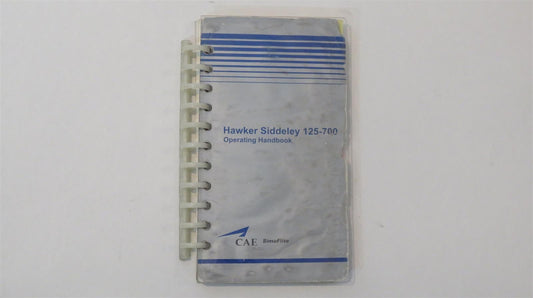 Hawker Siddeley 125-700
Operating Handbook
CAE SimuFlite